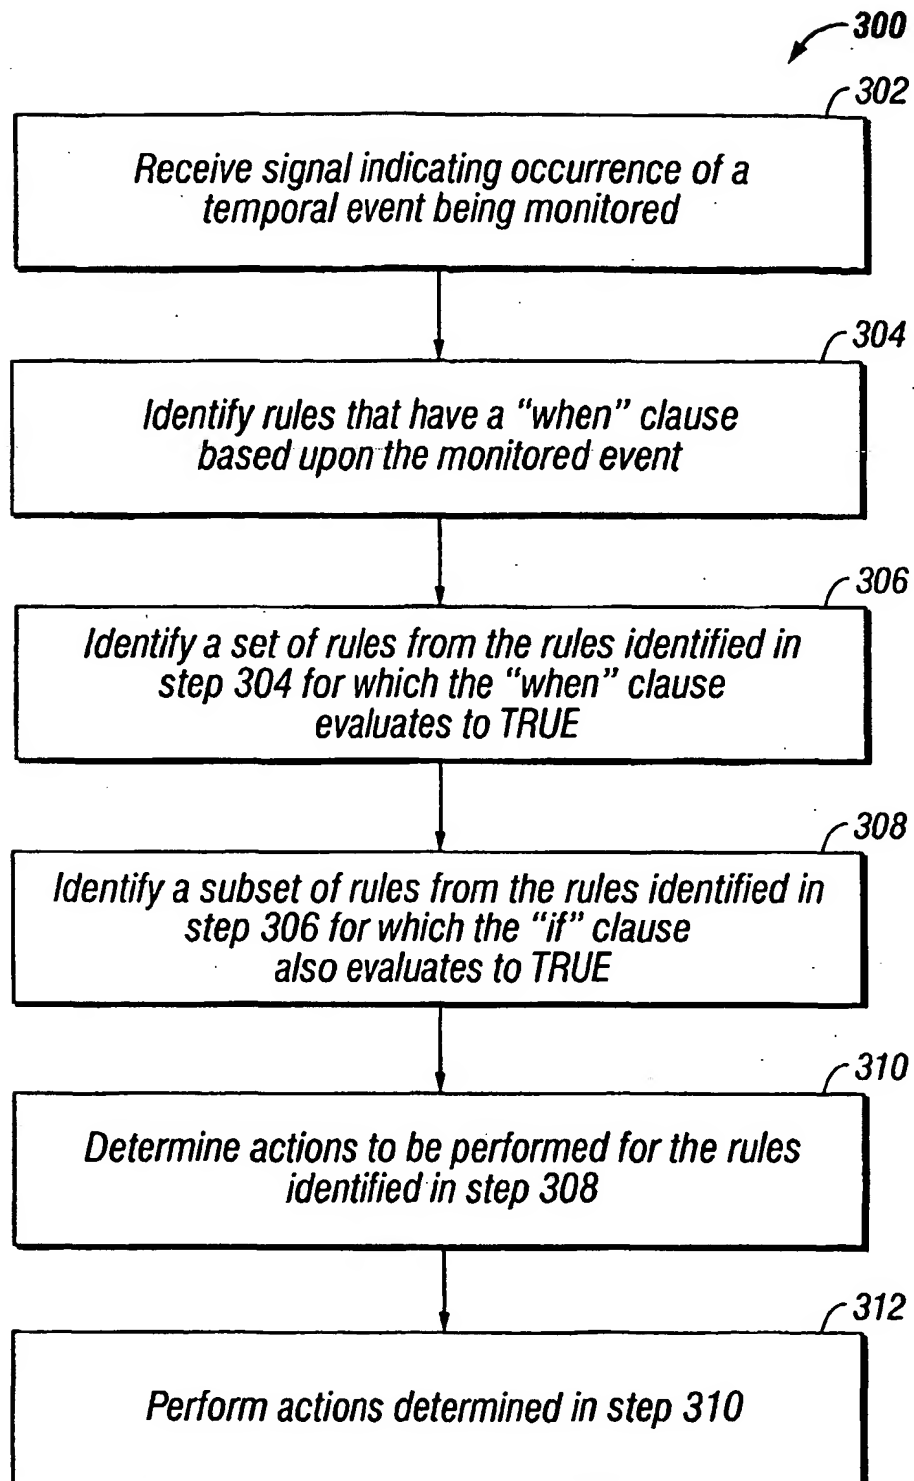 300
302
Receive signal indicating occurrence of a
temporal event being monitored
304
Identify rules that have a “when” clause
based upon the monitored event
306
Identify a set of rules from the rules identified in
step 304 for which the “when” clause
evaluates to TRUE
308
Identify a subset of rules from the rules identified in
step 306 for which the “if” clause
also evaluates to TRUE
310
Determine actions to be performed for the rules
identified in step 308
312
Perform actions determined in step 310